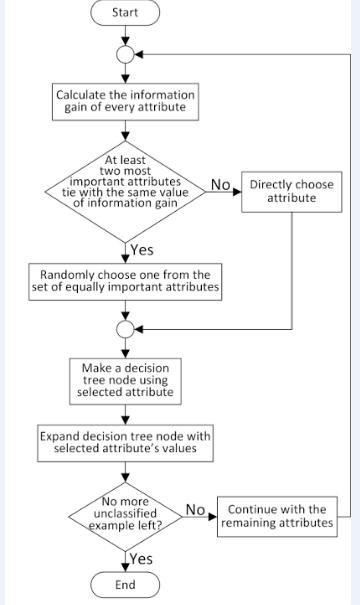 Start
Calculate the information
gain of every attribute
At least
two most
important attributes
tie with the same value
of information gain
No
Directly choose
attribute
Yes
Randomly choose one from the
set of equally important attributes
Make a decision
tree node using
selected attribute
Expand decision tree node with
selected attribute's values
No more
unclassified
example left?
No
Continue with the
remaining attributes
Yes
End